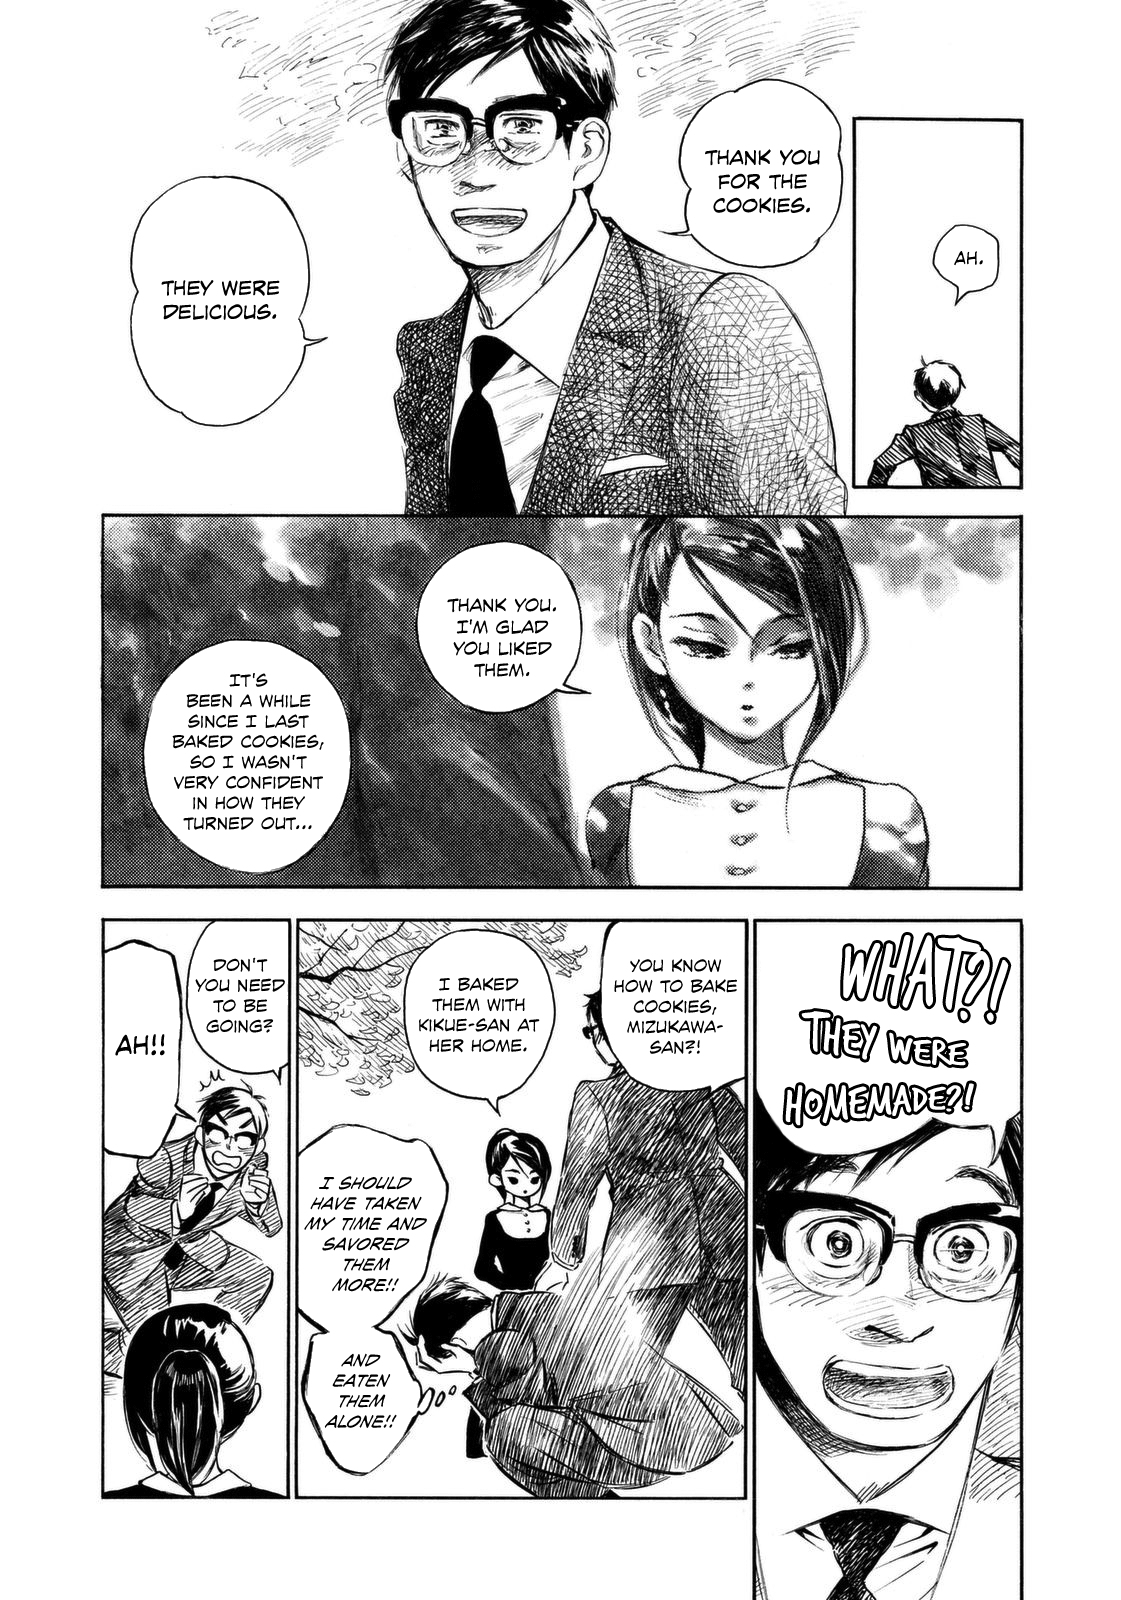 AH.
THANK YOU
FOR THE
COOKIES.
THEY WERE
DELICIOUS.
THANK YOU.
I'M GLAD
YOU LIKED
THEM.
IT'S
BEEN A WHILE
SINCE I LAST
BAKED COOKIES,
SO I WASN'T
VERY CONFIDENT
IN HOW THEY
TURNED OUT...
WHAT?!
THEY WERE
HOMEMADE?!
YOU KNOW
HOW TO BAKE
COOKIES,
MIZUKAWA-
SAN?!
I BAKED
THEM WITH
KIKUE-SAN AT
HER HOME.
I SHOULD
HAVE TAKEN
MY TIME AND
SAVORED
THEM
MORE!!
AND
EATEN
THEM
ALONE!!
DON'T
YOU NEED
TO BE
GOING?
AH!!